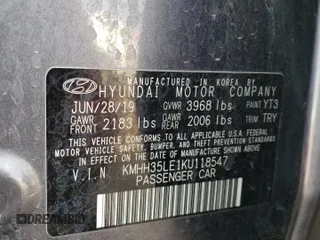 MANUFACTURED IN KOREA BY
HYUNDAI MOTOR COMPANY
JUN/28/19 GVWR 3968 lbs PAINT YT3
GAWR FRONT 2183 lbs GAWR REAR 2006 lbs TRIM TRY
THIS VEHICLE CONFORMS TO ALL APPLICABLE U.S.A FEDERAL
MOTOR VEHICLE SAFETY, BUMPER, AND THEFT PREVENTION
STANDARDS IN EFFECT ON THE DATE OF MANUFACTURE
SHOWN ABOVE.
V.I.N KMHH35LE1KU118547
PASSENGER CAR
DREAMBID